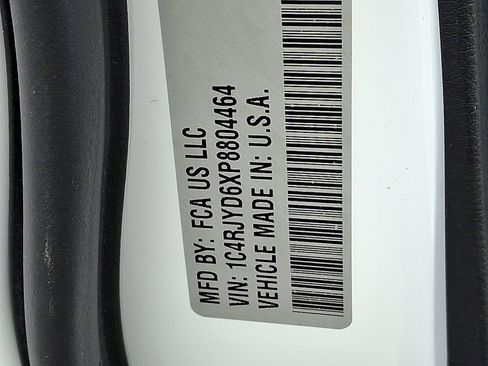 MFD BY: FCA US LLC
VIN: 1C4RJYD6XP8804464
VEHICLE MADE IN: U.S.A.